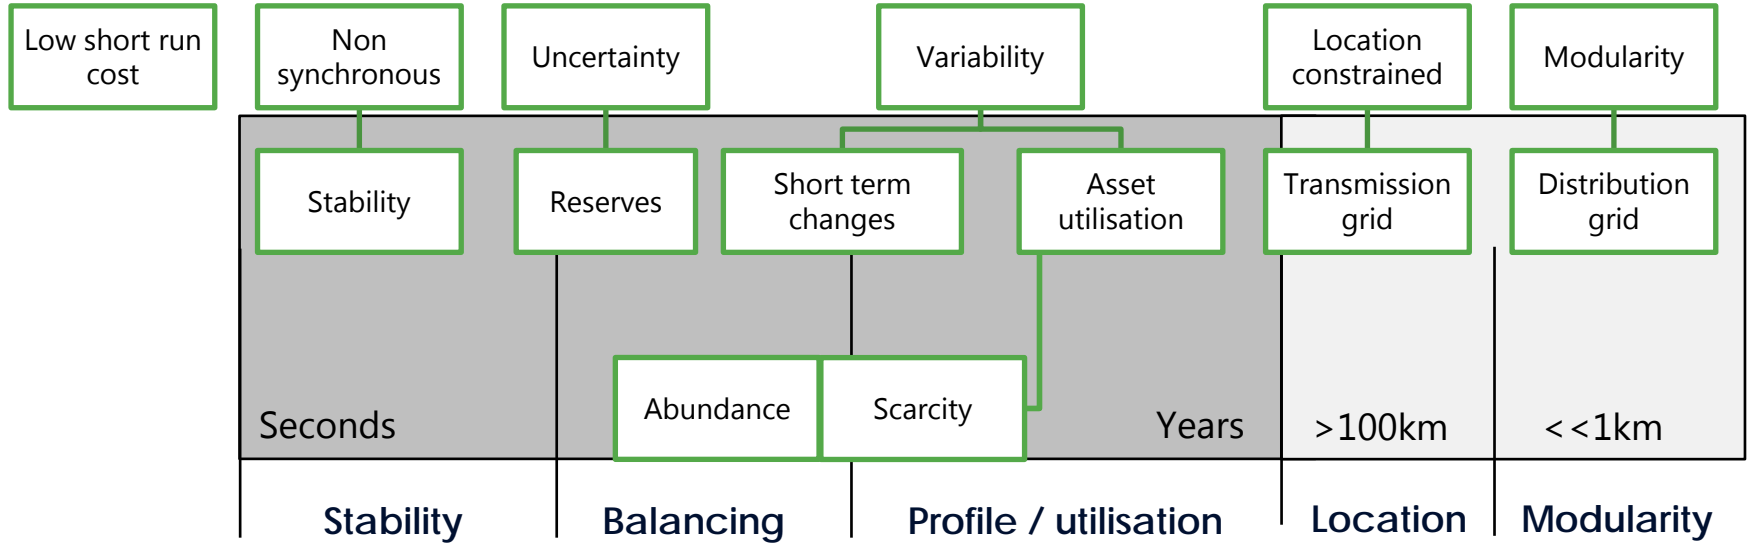 Low short run
cost
Non
synchronous
Uncertainty
Variability
Location
constrained
Modularity
Stability
Reserves
Short term
changes
Asset
utilisation
Transmission
grid
Distribution
grid
Abundance
Scarcity
Seconds
Years
>100km
<<1km
Stability
Balancing
Profile / utilisation
Location
Modularity